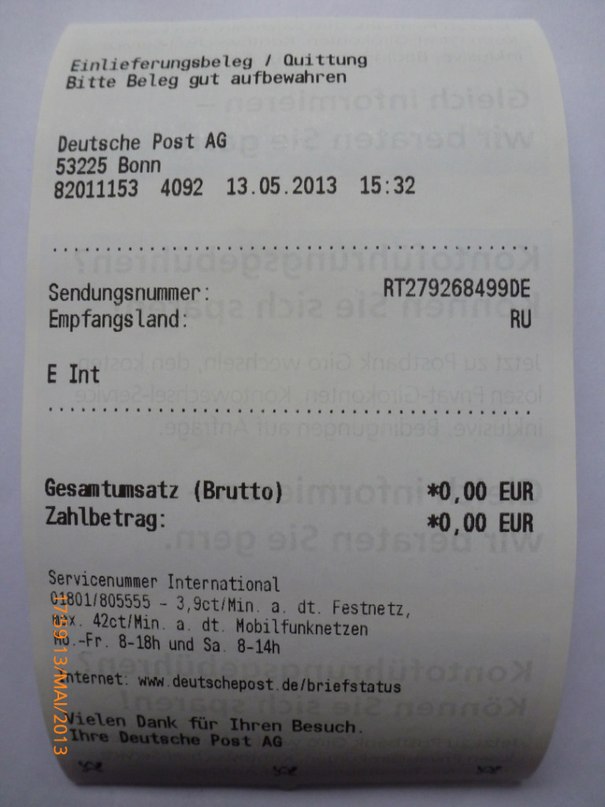 Einlieferungsbeleg / Quittung
Bitte Beleg gut aufbewahren
Deutsche Post AG
53225 Bonn
82011153 4092 13.05.2013 15:32
Sendungsnummer: RT279268499DE
Empfangsland: RU
E Int
Gesamtumsatz (Brutto) *0,00 EUR
Zahlbetrag: *0,00 EUR
Servicenummer International
01801/805555 - 3,9ct/Min. a. dt. Festnetz,
max. 42ct/Min. a. dt. Mobilfunknetzen
Mo.-Fr. 8-18h und Sa. 8-14h
Internet: www.deutschepost.de/briefstatus
Vielen Dank für Ihren Besuch.
Ihre Deutsche Post AG
13/MAI/2013